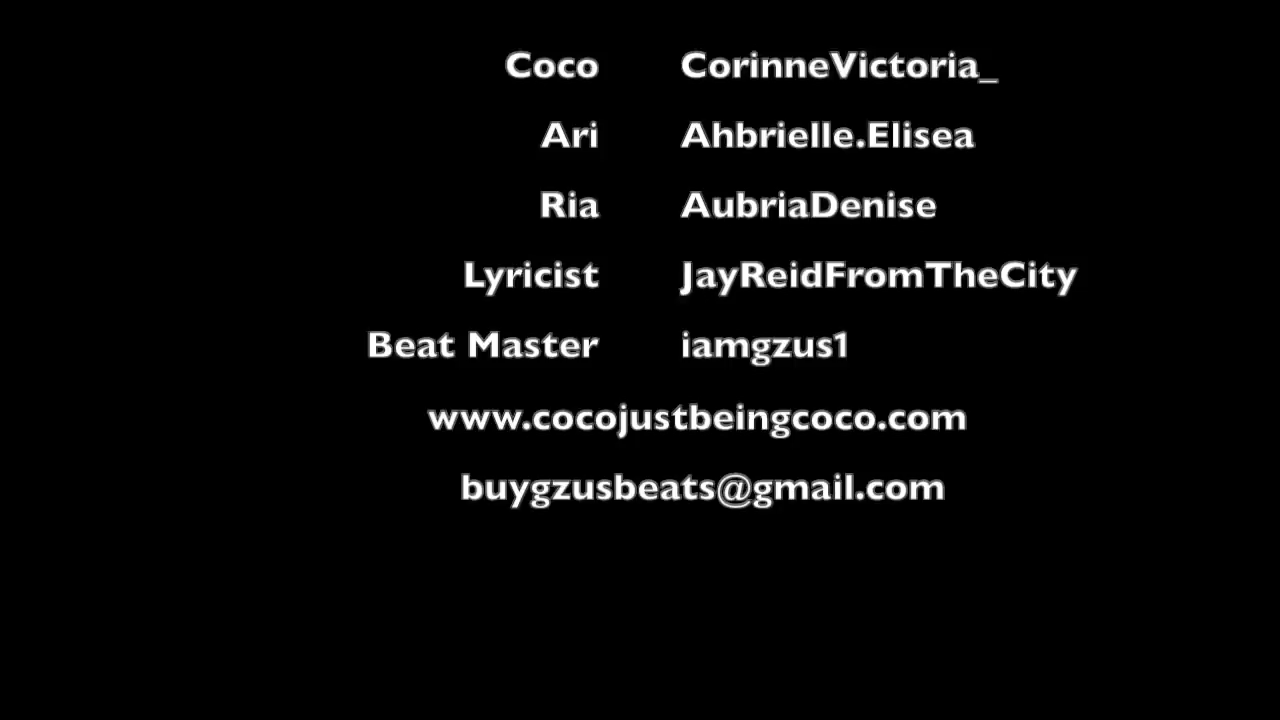 Coco CorinneVictoria_
Ari Ahbrielle.Elisea
Ria AubriaDenise
Lyricist JayReidFromTheCity
Beat Master iamgzus1
www.cocojustbeingcoco.com
buygzusbeats@gmail.com